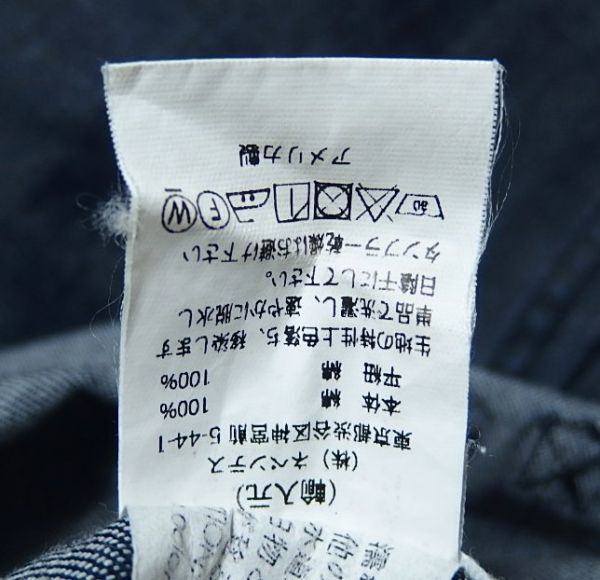 (輸入元)
(株) ネペンテス
東京都渋谷区神宮前5-44-1
本体 綿 100%
平紐 綿 100%
生地の特性上色落ち、移染します
単品で洗濯し、速やかに脱水し
日陰干にして下さい。
タンブラー乾燥はお避け下さい
30 F W
アメリカ製